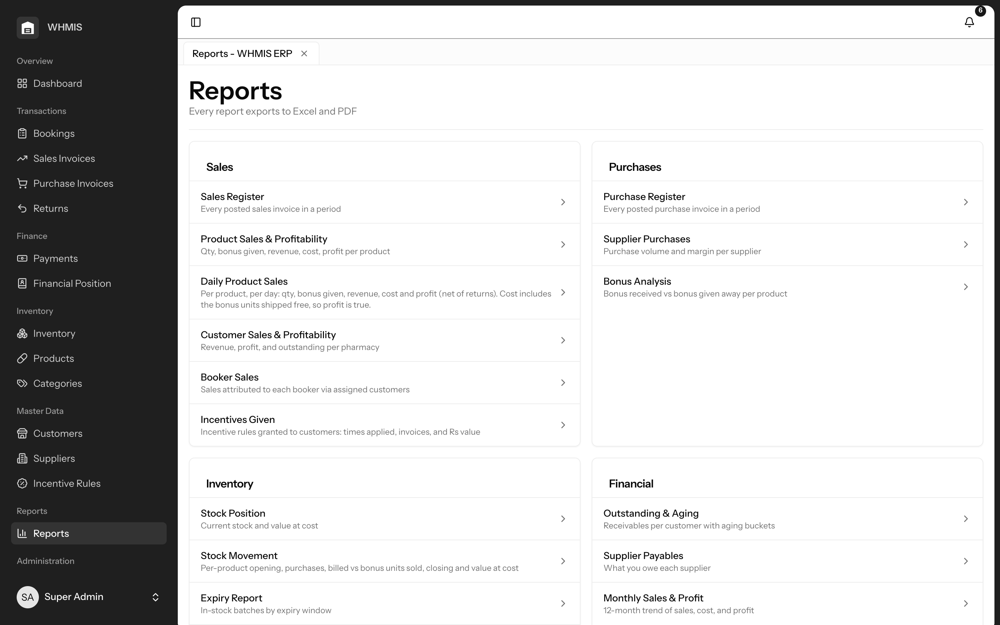 WHMIS
Overview
Dashboard
Transactions
Bookings
Sales Invoices
Purchase Invoices
Returns
Finance
Payments
Financial Position
Inventory
Inventory
Products
Categories
Master Data
Customers
Suppliers
Incentive Rules
Reports
Reports
Administration
SA
Super Admin
6
Reports - WHMIS ERP
Reports
Every report exports to Excel and PDF
Sales
Sales Register
Every posted sales invoice in a period
Product Sales & Profitability
Qty, bonus given, revenue, cost, profit per product
Daily Product Sales
Per product, per day: qty, bonus given, revenue, cost and profit (net of returns). Cost includes
the bonus units shipped free, so profit is true.
Customer Sales & Profitability
Revenue, profit, and outstanding per pharmacy
Booker Sales
Sales attributed to each booker via assigned customers
Incentives Given
Incentive rules granted to customers: times applied, invoices, and Rs value
Purchases
Purchase Register
Every posted purchase invoice in a period
Supplier Purchases
Purchase volume and margin per supplier
Bonus Analysis
Bonus received vs bonus given away per product
Inventory
Stock Position
Current stock and value at cost
Stock Movement
Per-product opening, purchases, billed vs bonus units sold, closing and value at cost
Expiry Report
In-stock batches by expiry window
Financial
Outstanding & Aging
Receivables per customer with aging buckets
Supplier Payables
What you owe each supplier
Monthly Sales & Profit
12-month trend of sales, cost, and profit